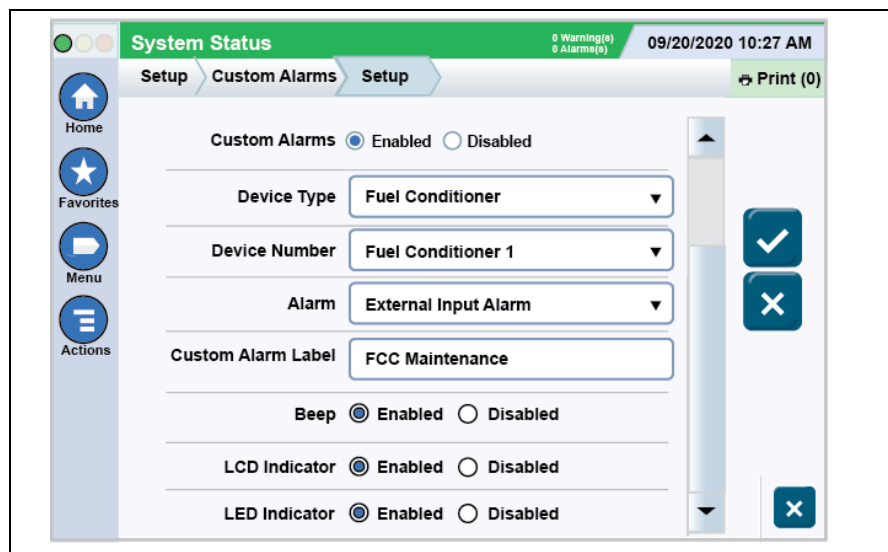 System Status
0 Warning(s)
0 Alarms(s)
09/20/2020 10:27 AM
Setup Custom Alarms Setup
Print (0)
Home
Favorites
Menu
Actions
Custom Alarms Enabled Disabled
Device Type Fuel Conditioner
Device Number Fuel Conditioner 1
Alarm External Input Alarm
Custom Alarm Label FCC Maintenance
Beep Enabled Disabled
LCD Indicator Enabled Disabled
LED Indicator Enabled Disabled